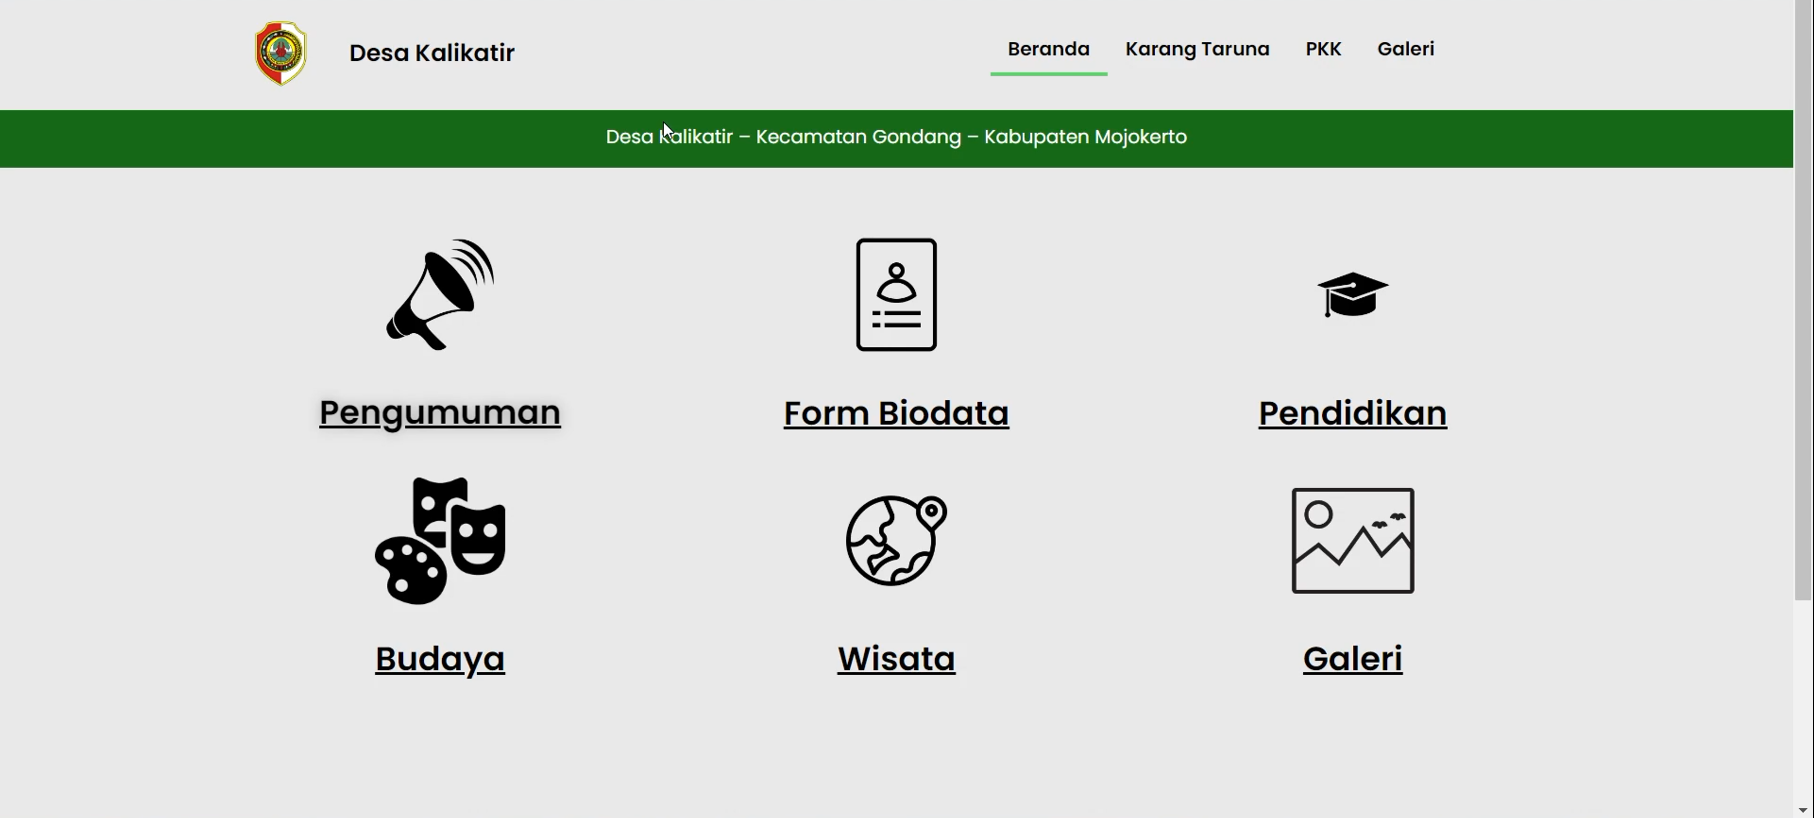 Desa Kalikatir
Beranda Karang Taruna PKK Galeri
Desa Kalikatir – Kecamatan Gondang – Kabupaten Mojokerto
Pengumuman Form Biodata Pendidikan
Budaya Wisata Galeri